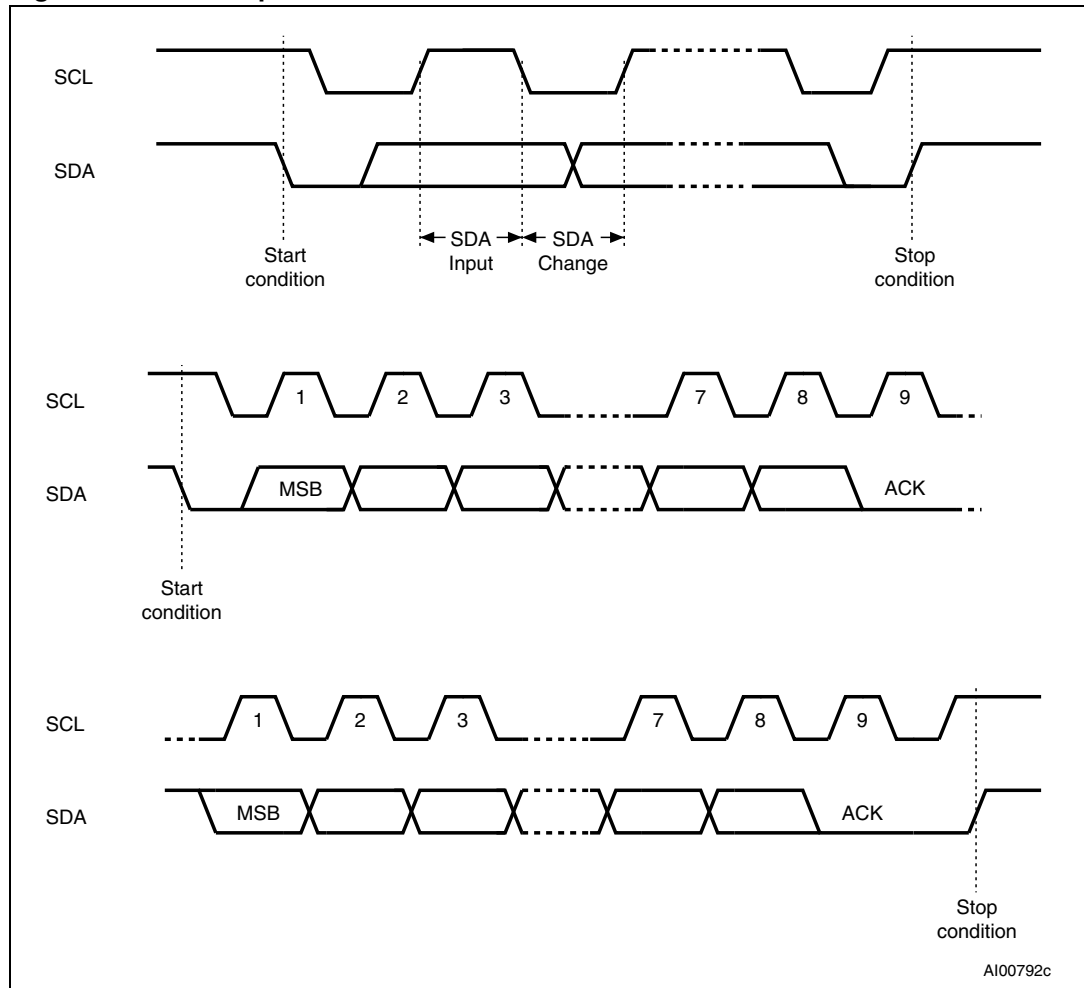 SCL
SDA
Start
condition
SDA
Input
SDA
Change
Stop
condition
SCL
1 2 3 7 8 9
SDA
MSB ACK
Start
condition
SCL
1 2 3 7 8 9
SDA
MSB ACK
Stop
condition
AI00792c